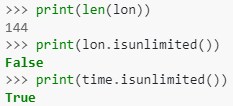 >>> print(len(lon))
144
>>> print(lon.isunlimited())
False
>>> print(time.isunlimited())
True